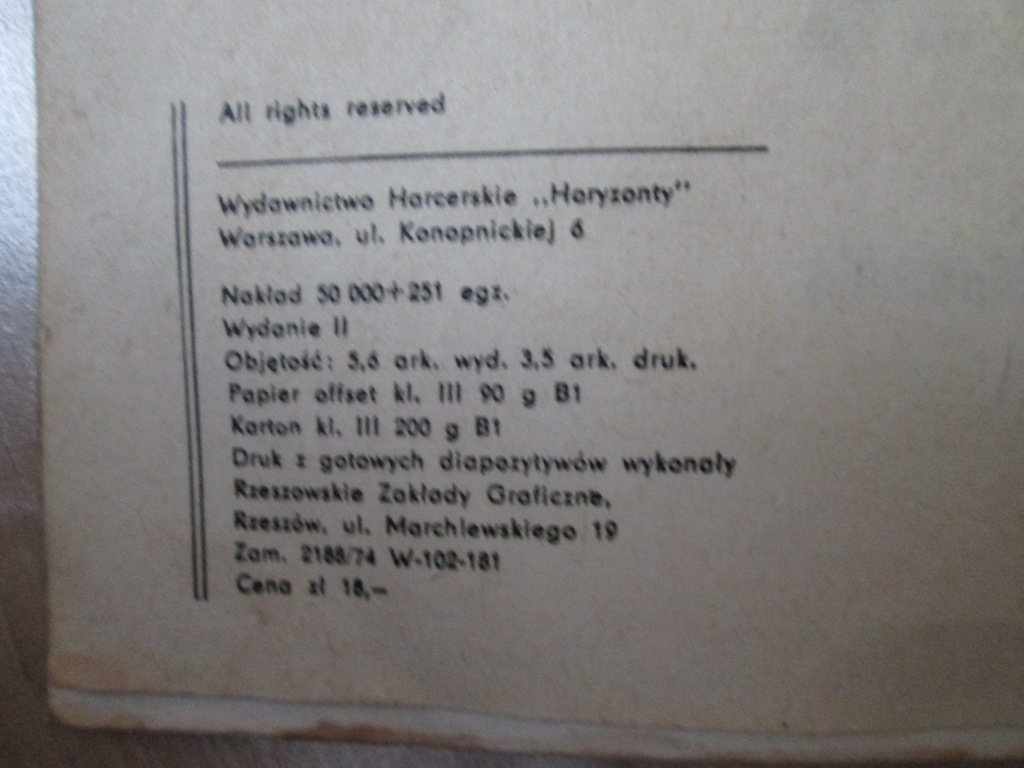 All rights reserved
Wydawnictwo Harcerskie ,,Horyzonty"
Warszawa, ul. Konopnickiej 6
Nakład 50 000+251 egz.
Wydanie II
Objętość: 5,6 ark. wyd. 3,5 ark. druk.
Papier offset kl. III 90 g B1
Karton kl. III 200 g B1
Druk z gotowych diapozytywów wykonały
Rzeszowskie Zakłady Graficzne,
Rzeszów, ul. Marchlewskiego 19
Zam. 2188/74 W-102-181
Cena zł 18,—